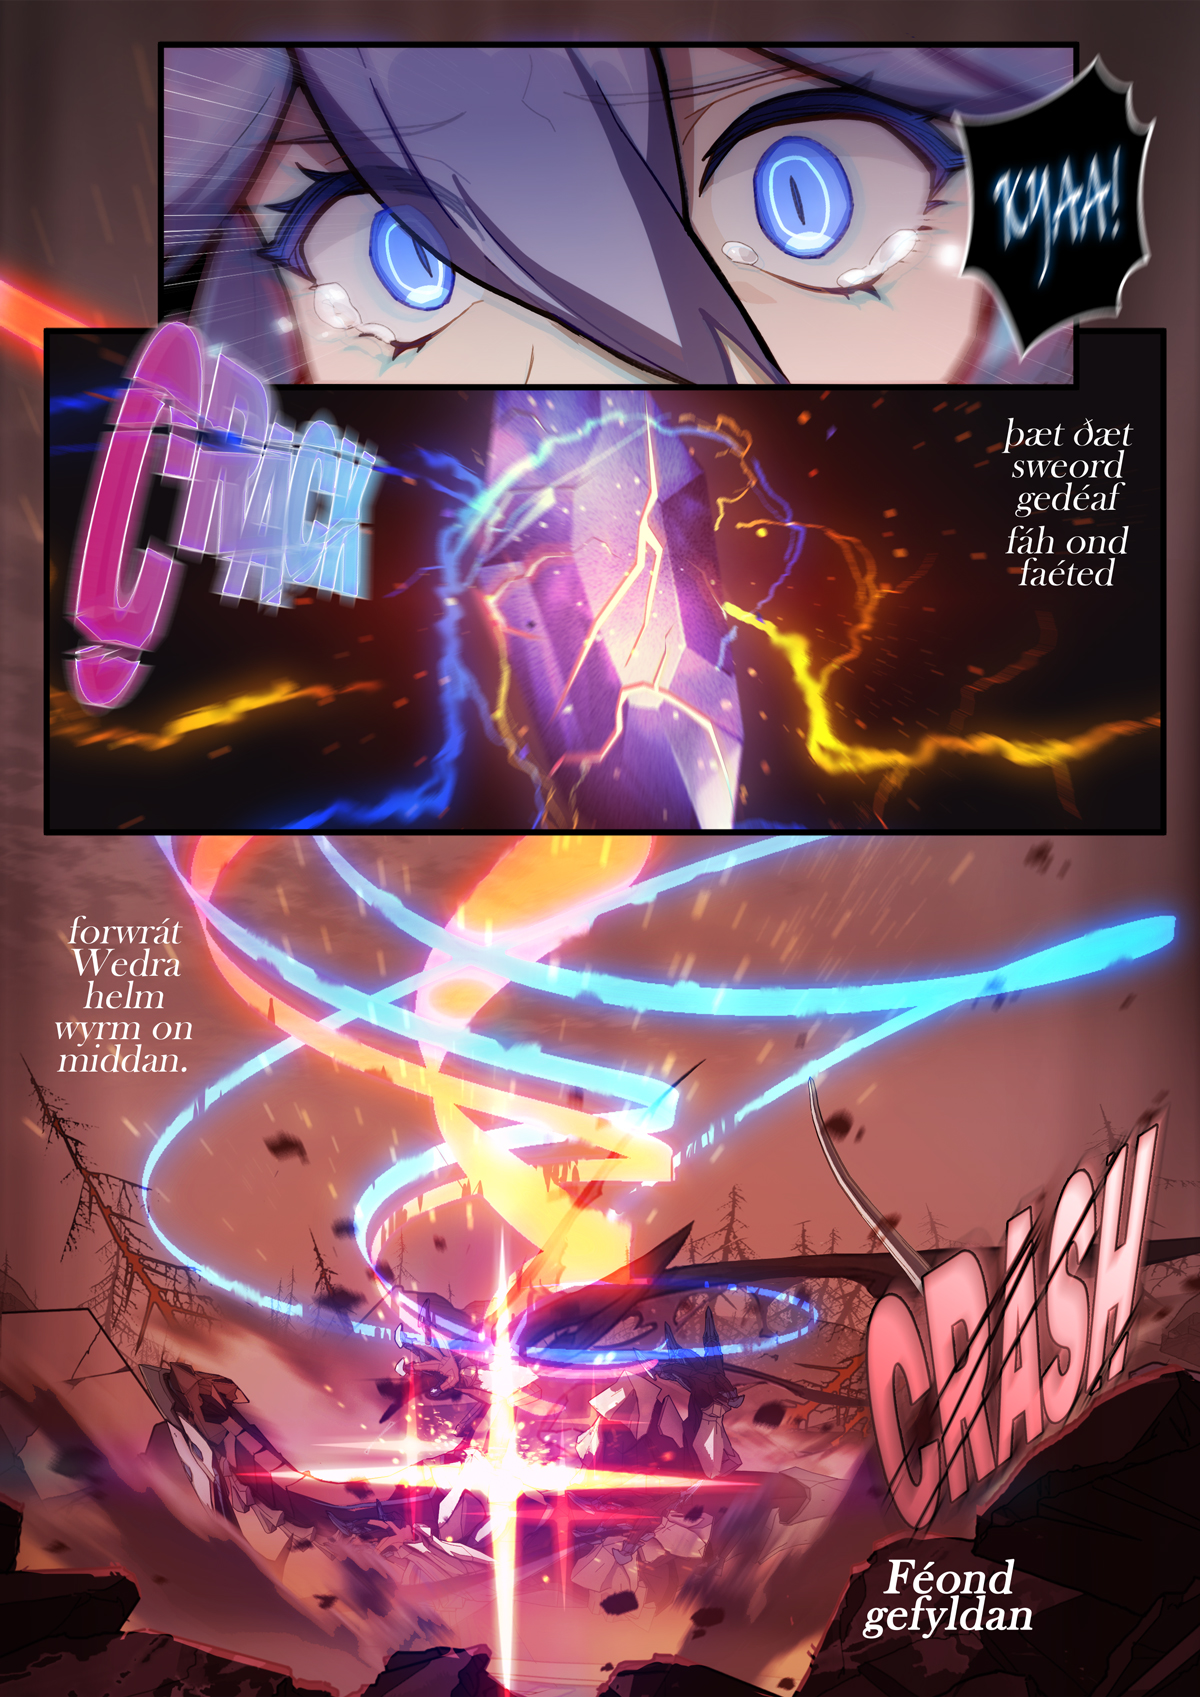 KYAA!
CRACK
þæt ðæt
sweord
gedéaf
fáh ond
faéted
forwrát
Wedra
helm
wyrm on
middan.
CRASH
Féond
gefyldan